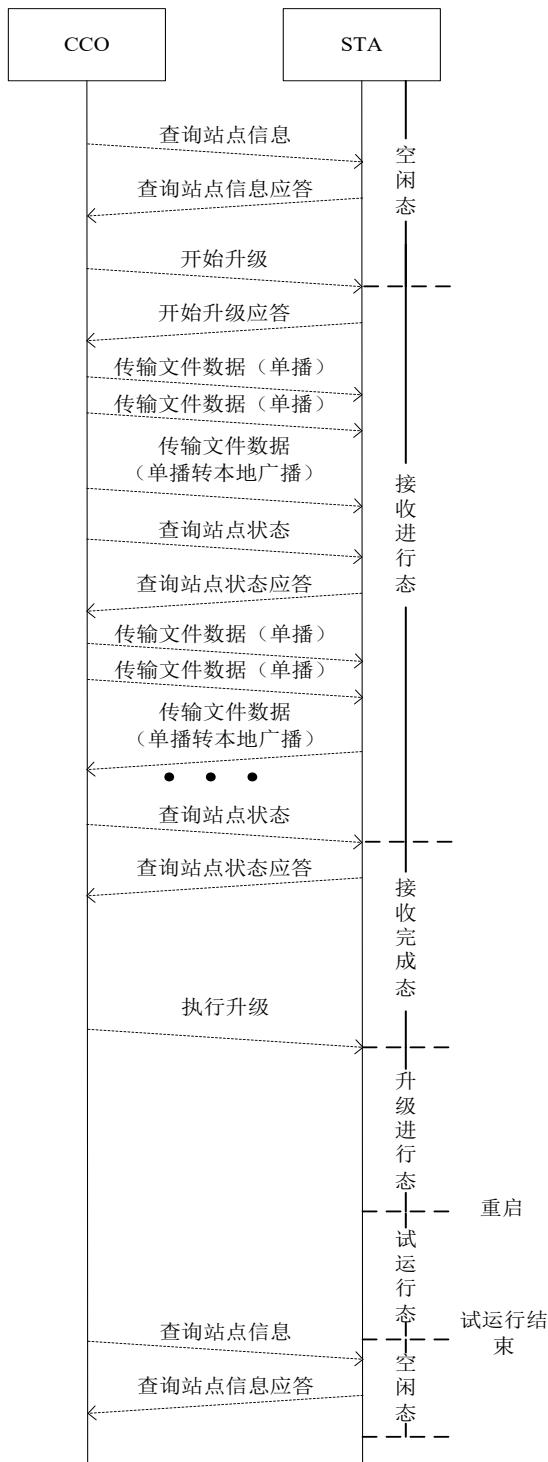 CCO
STA
查询站点信息
查询站点信息应答
空闲态
开始升级
开始升级应答
传输文件数据（单播）
传输文件数据（单播）
传输文件数据
（单播转本地广播）
查询站点状态
查询站点状态应答
接收进行态
传输文件数据（单播）
传输文件数据（单播）
传输文件数据
（单播转本地广播）
查询站点状态
查询站点状态应答
接收完成态
执行升级
升级进行态
重启
试运行态
试运行结
束
查询站点信息
查询站点信息应答
空闲态